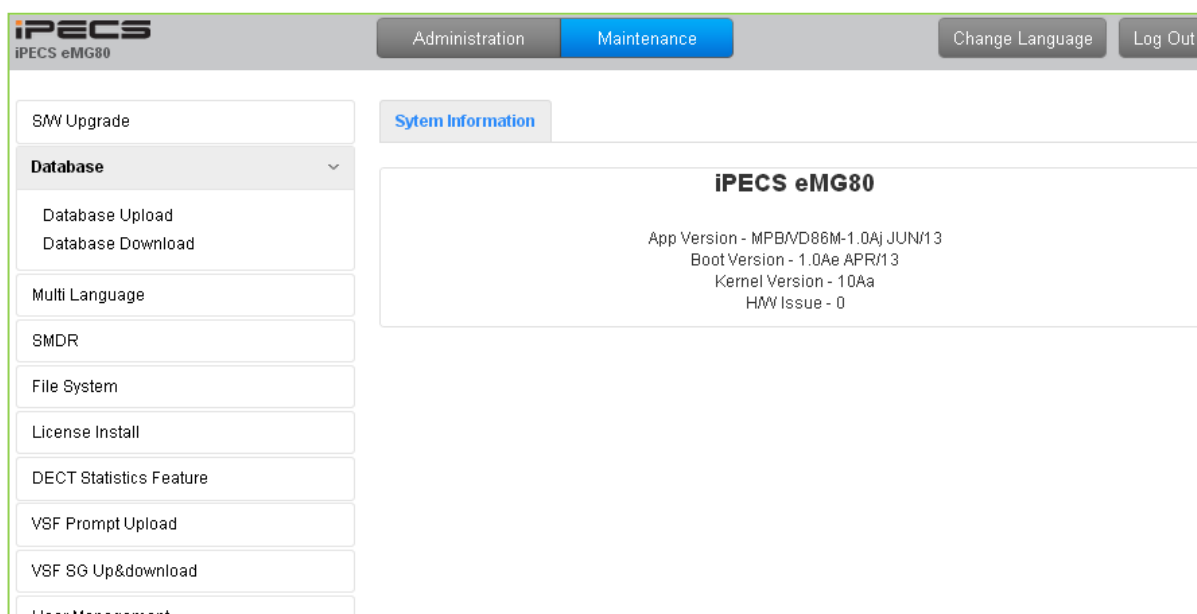 iPECS
iPECS eMG80
Administration
Maintenance
Change Language
Log Out
S/W Upgrade
Database
Database Upload
Database Download
Multi Language
SMDR
File System
License Install
DECT Statistics Feature
VSF Prompt Upload
VSF SG Up&download
Sytem Information
iPECS eMG80
App Version - MPB/VD86M-1.0Aj JUN/13
Boot Version - 1.0Ae APR/13
Kernel Version - 10Aa
H/W Issue - 0